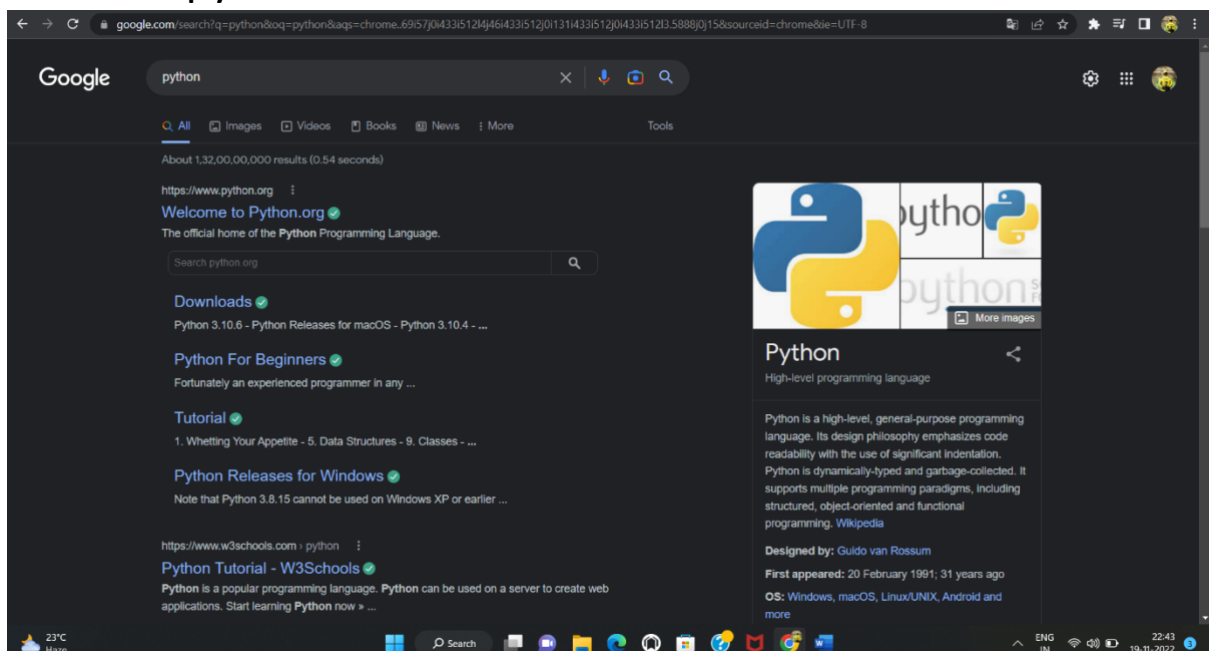 google.com/search?q=python&oq=python&aqs=chrome..69i57j0i433i512l4j46i433i512j0i131i433i512j0i433i512l3.5888j0j15&sourceid=chrome&ie=UTF-8
Google
python
All Images Videos Books News More Tools
About 1,32,00,00,000 results (0.54 seconds)
https://www.python.org
Welcome to Python.org
The official home of the Python Programming Language.
Search python.org
Downloads
Python 3.10.6 - Python Releases for macOS - Python 3.10.4 - ...
Python For Beginners
Fortunately an experienced programmer in any ...
Tutorial
1. Whetting Your Appetite - 5. Data Structures - 9. Classes - ...
Python Releases for Windows
Note that Python 3.8.15 cannot be used on Windows XP or earlier ...
https://www.w3schools.com › python
Python Tutorial - W3Schools
Python is a popular programming language. Python can be used on a server to create web
applications. Start learning Python now » ...
ytho
python
More images
Python
High-level programming language
Python is a high-level, general-purpose programming
language. Its design philosophy emphasizes code
readability with the use of significant indentation.
Python is dynamically-typed and garbage-collected. It
supports multiple programming paradigms, including
structured, object-oriented and functional
programming. Wikipedia
Designed by: Guido van Rossum
First appeared: 20 February 1991; 31 years ago
OS: Windows, macOS, Linux/UNIX, Android and
more
23°C
Haze
Search
ENG
IN
22:43
19-11-2022
3